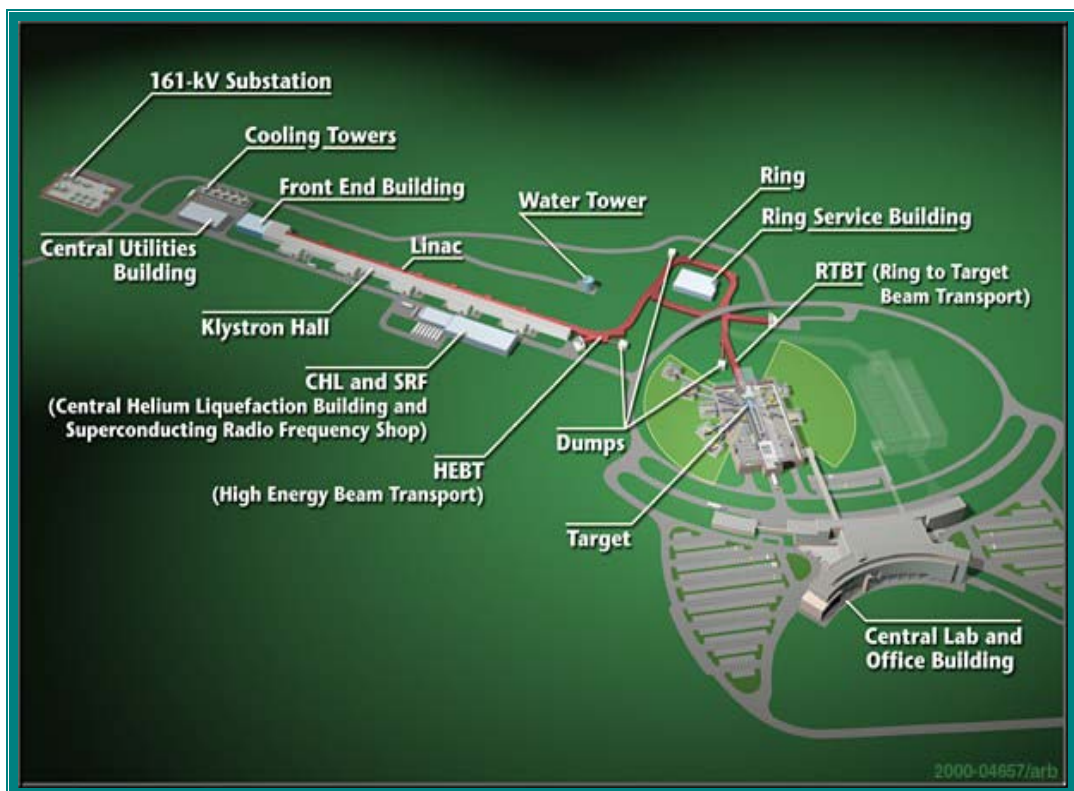 161-kV Substation
Cooling Towers
Front End Building
Central Utilities
Building
Linac
Klystron Hall
CHL and SRF
(Central Helium Liquefaction Building and
Superconducting Radio Frequency Shop)
HEBT
(High Energy Beam Transport)
Water Tower
Ring
Ring Service Building
RTBT (Ring to Target
Beam Transport)
Dumps
Target
Central Lab and
Office Building
2000-04657/arb